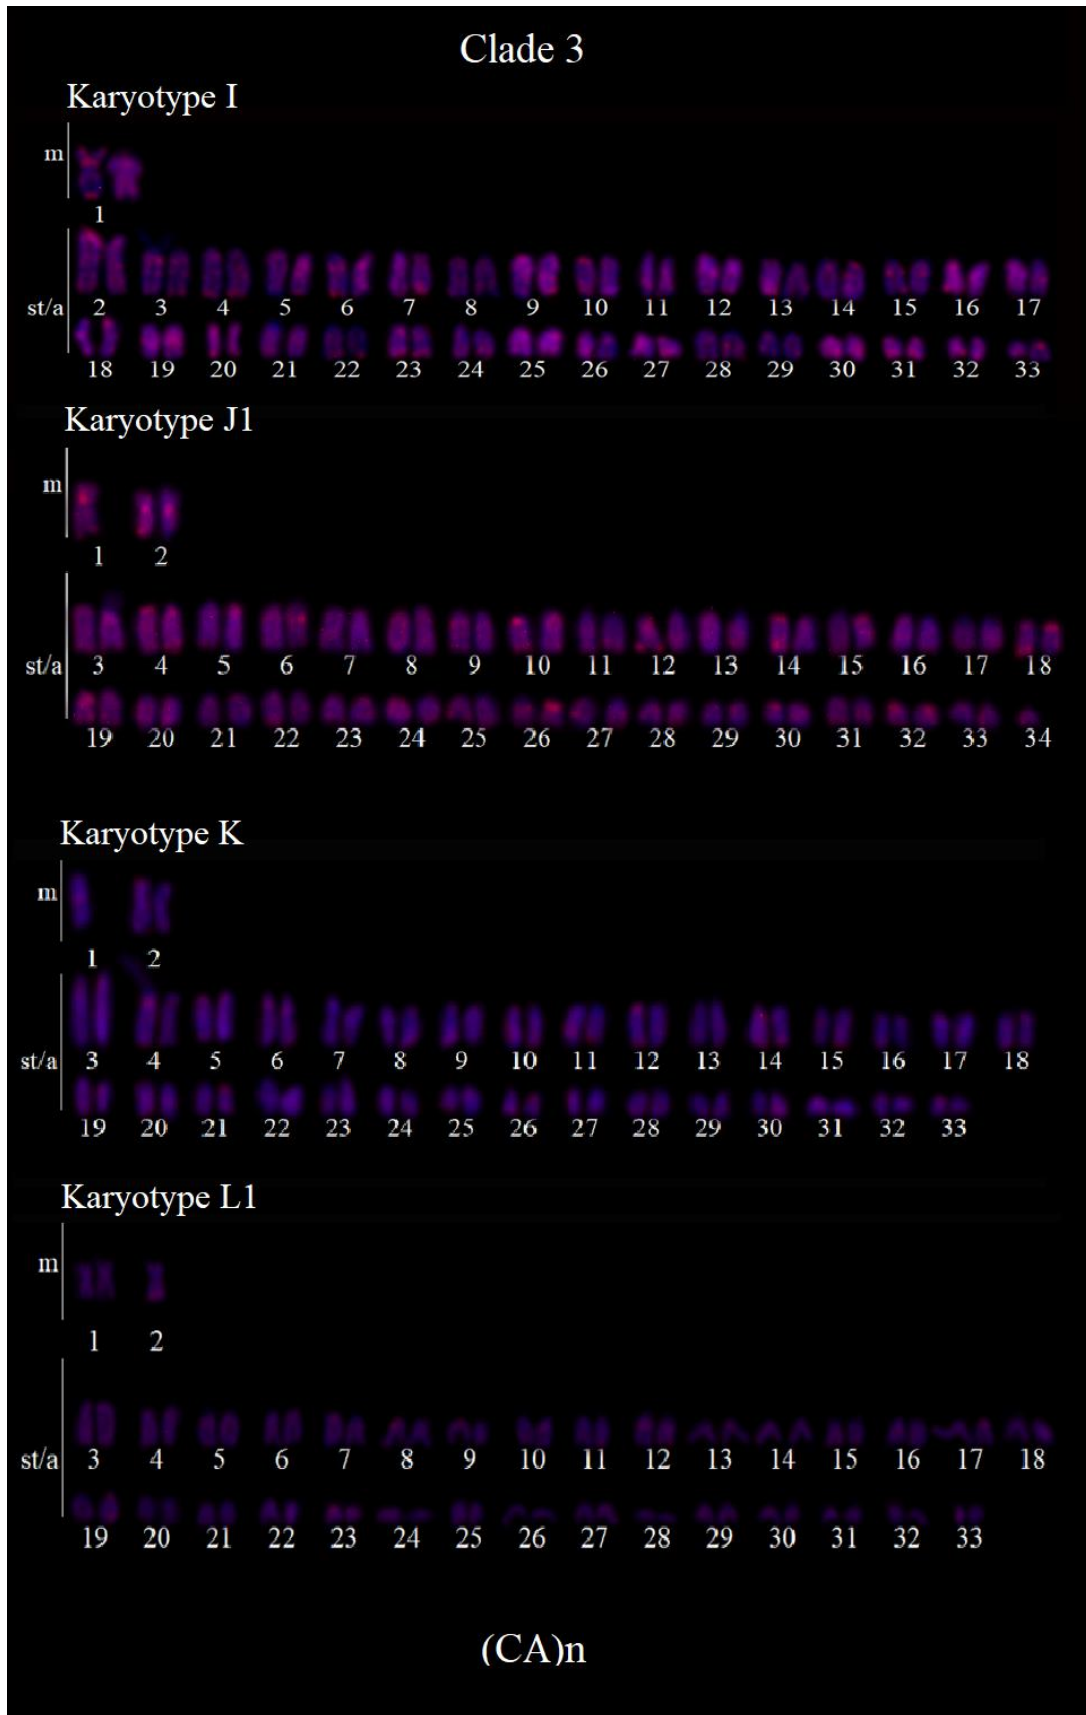 Clade 3
Karyotype I
m
1
st/a
2 3 4 5 6 7 8 9 10 11 12 13 14 15 16 17
18 19 20 21 22 23 24 25 26 27 28 29 30 31 32 33
Karyotype J1
m
1 2
st/a
3 4 5 6 7 8 9 10 11 12 13 14 15 16 17 18
19 20 21 22 23 24 25 26 27 28 29 30 31 32 33 34
Karyotype K
m
1 2
st/a
3 4 5 6 7 8 9 10 11 12 13 14 15 16 17 18
19 20 21 22 23 24 25 26 27 28 29 30 31 32 33
Karyotype L1
m
1 2
st/a
3 4 5 6 7 8 9 10 11 12 13 14 15 16 17 18
19 20 21 22 23 24 25 26 27 28 29 30 31 32 33
(CA)n